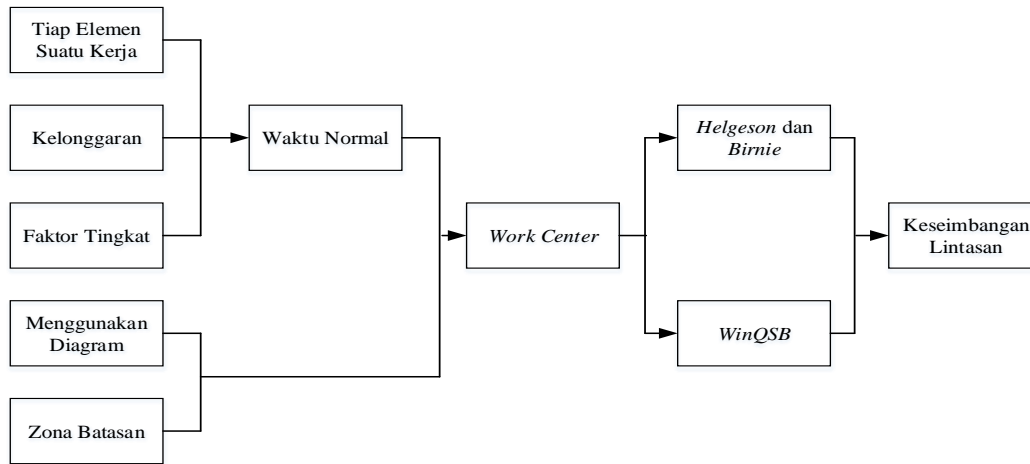 Tiap Elemen
Suatu Kerja
Kelonggaran
Faktor Tingkat
Menggunakan
Diagram
Zona Batasan
Waktu Normal
Work Center
Helgeson dan
Birnie
WinQSB
Keseimbangan
Lintasan